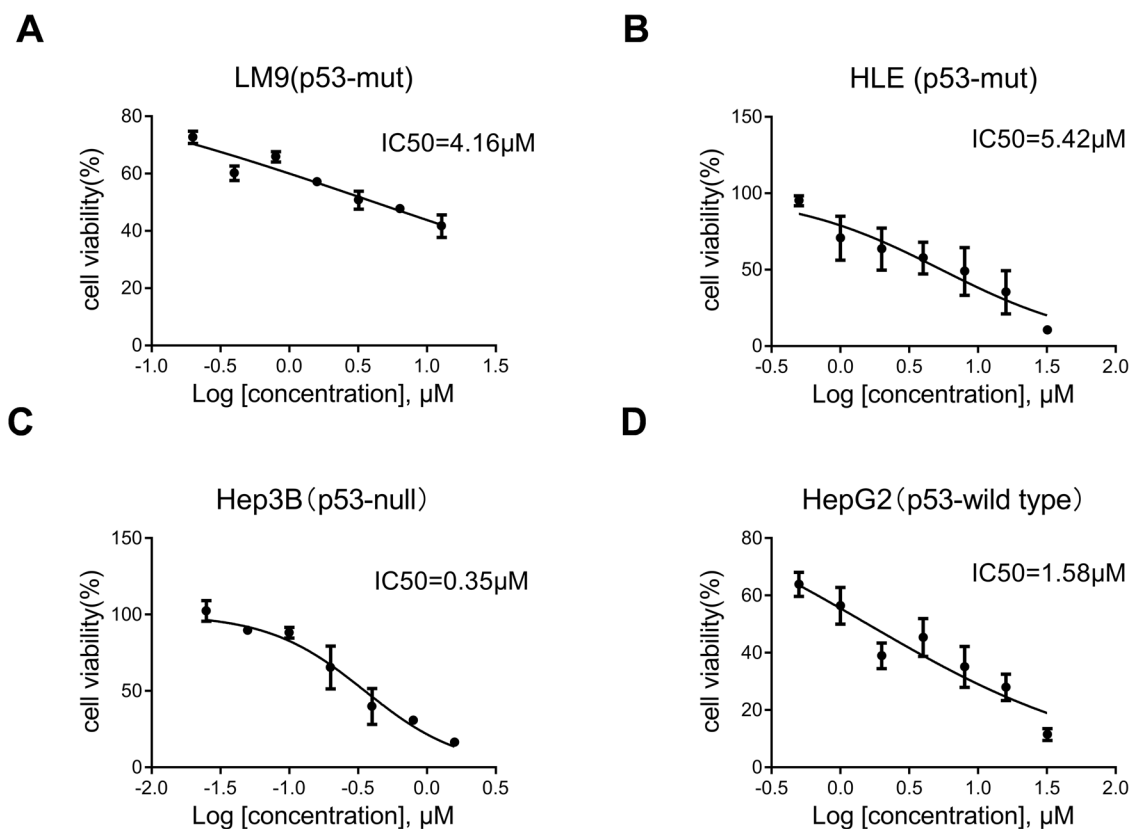 A
LM9(p53-mut)
IC50=4.16μM
cell viability(%)
80
60
40
20
0
-1.0 -0.5 0.0 0.5 1.0 1.5
Log [concentration], μM
B
HLE (p53-mut)
IC50=5.42μM
cell viability(%)
150
100
50
0
-0.5 0.0 0.5 1.0 1.5 2.0
Log [concentration], μM
C
Hep3B(p53-null)
IC50=0.35μM
cell viability(%)
150
100
50
0
-2.0 -1.5 -1.0 -0.5 0.0 0.5
Log [concentration], μM
D
HepG2(p53-wild type)
IC50=1.58μM
cell viability(%)
80
60
40
20
0
-0.5 0.0 0.5 1.0 1.5 2.0
Log [concentration], μM